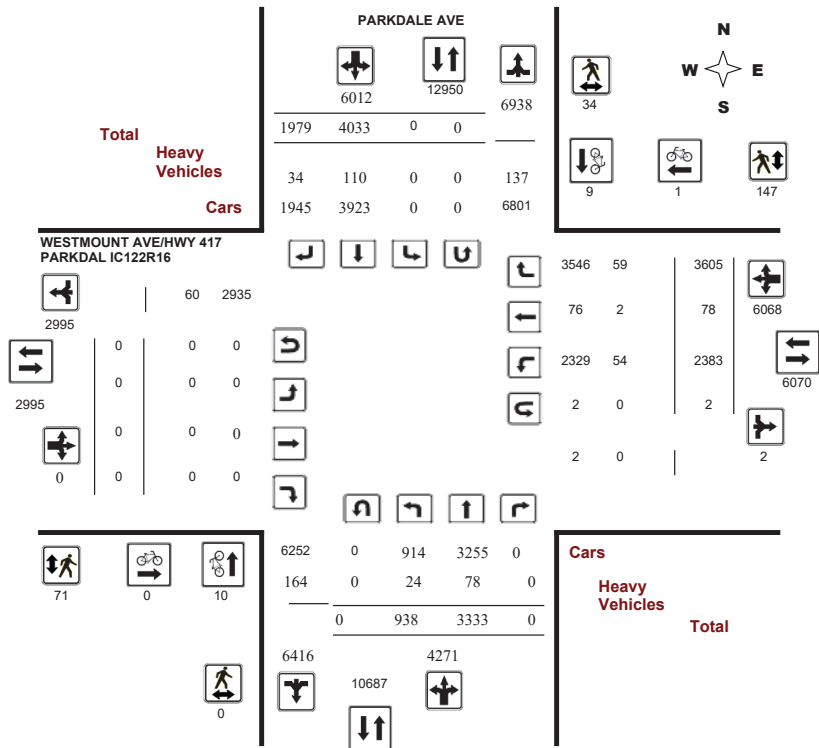 PARKDALE AVE
N
W E
S
6012 12950 6938 34
1979 4033 0 0
Total
Heavy
Vehicles
34 110 0 0 137
9 1 147
Cars 1945 3923 0 0 6801
WESTMOUNT AVE/HWY 417
PARKDAL IC122R16
3546 59 3605
60 2935
2995
76 2 78 6068
0 0 0
2329 54 2383
6070
0 0 0
2995
2 0 2
0 0 0
0
2 0 2
0 0 0
6252 0 914 3255 0 Cars
164 0 24 78 0 Heavy
Vehicles
71 0 10
0 938 3333 0 Total
6416 4271
10687
0